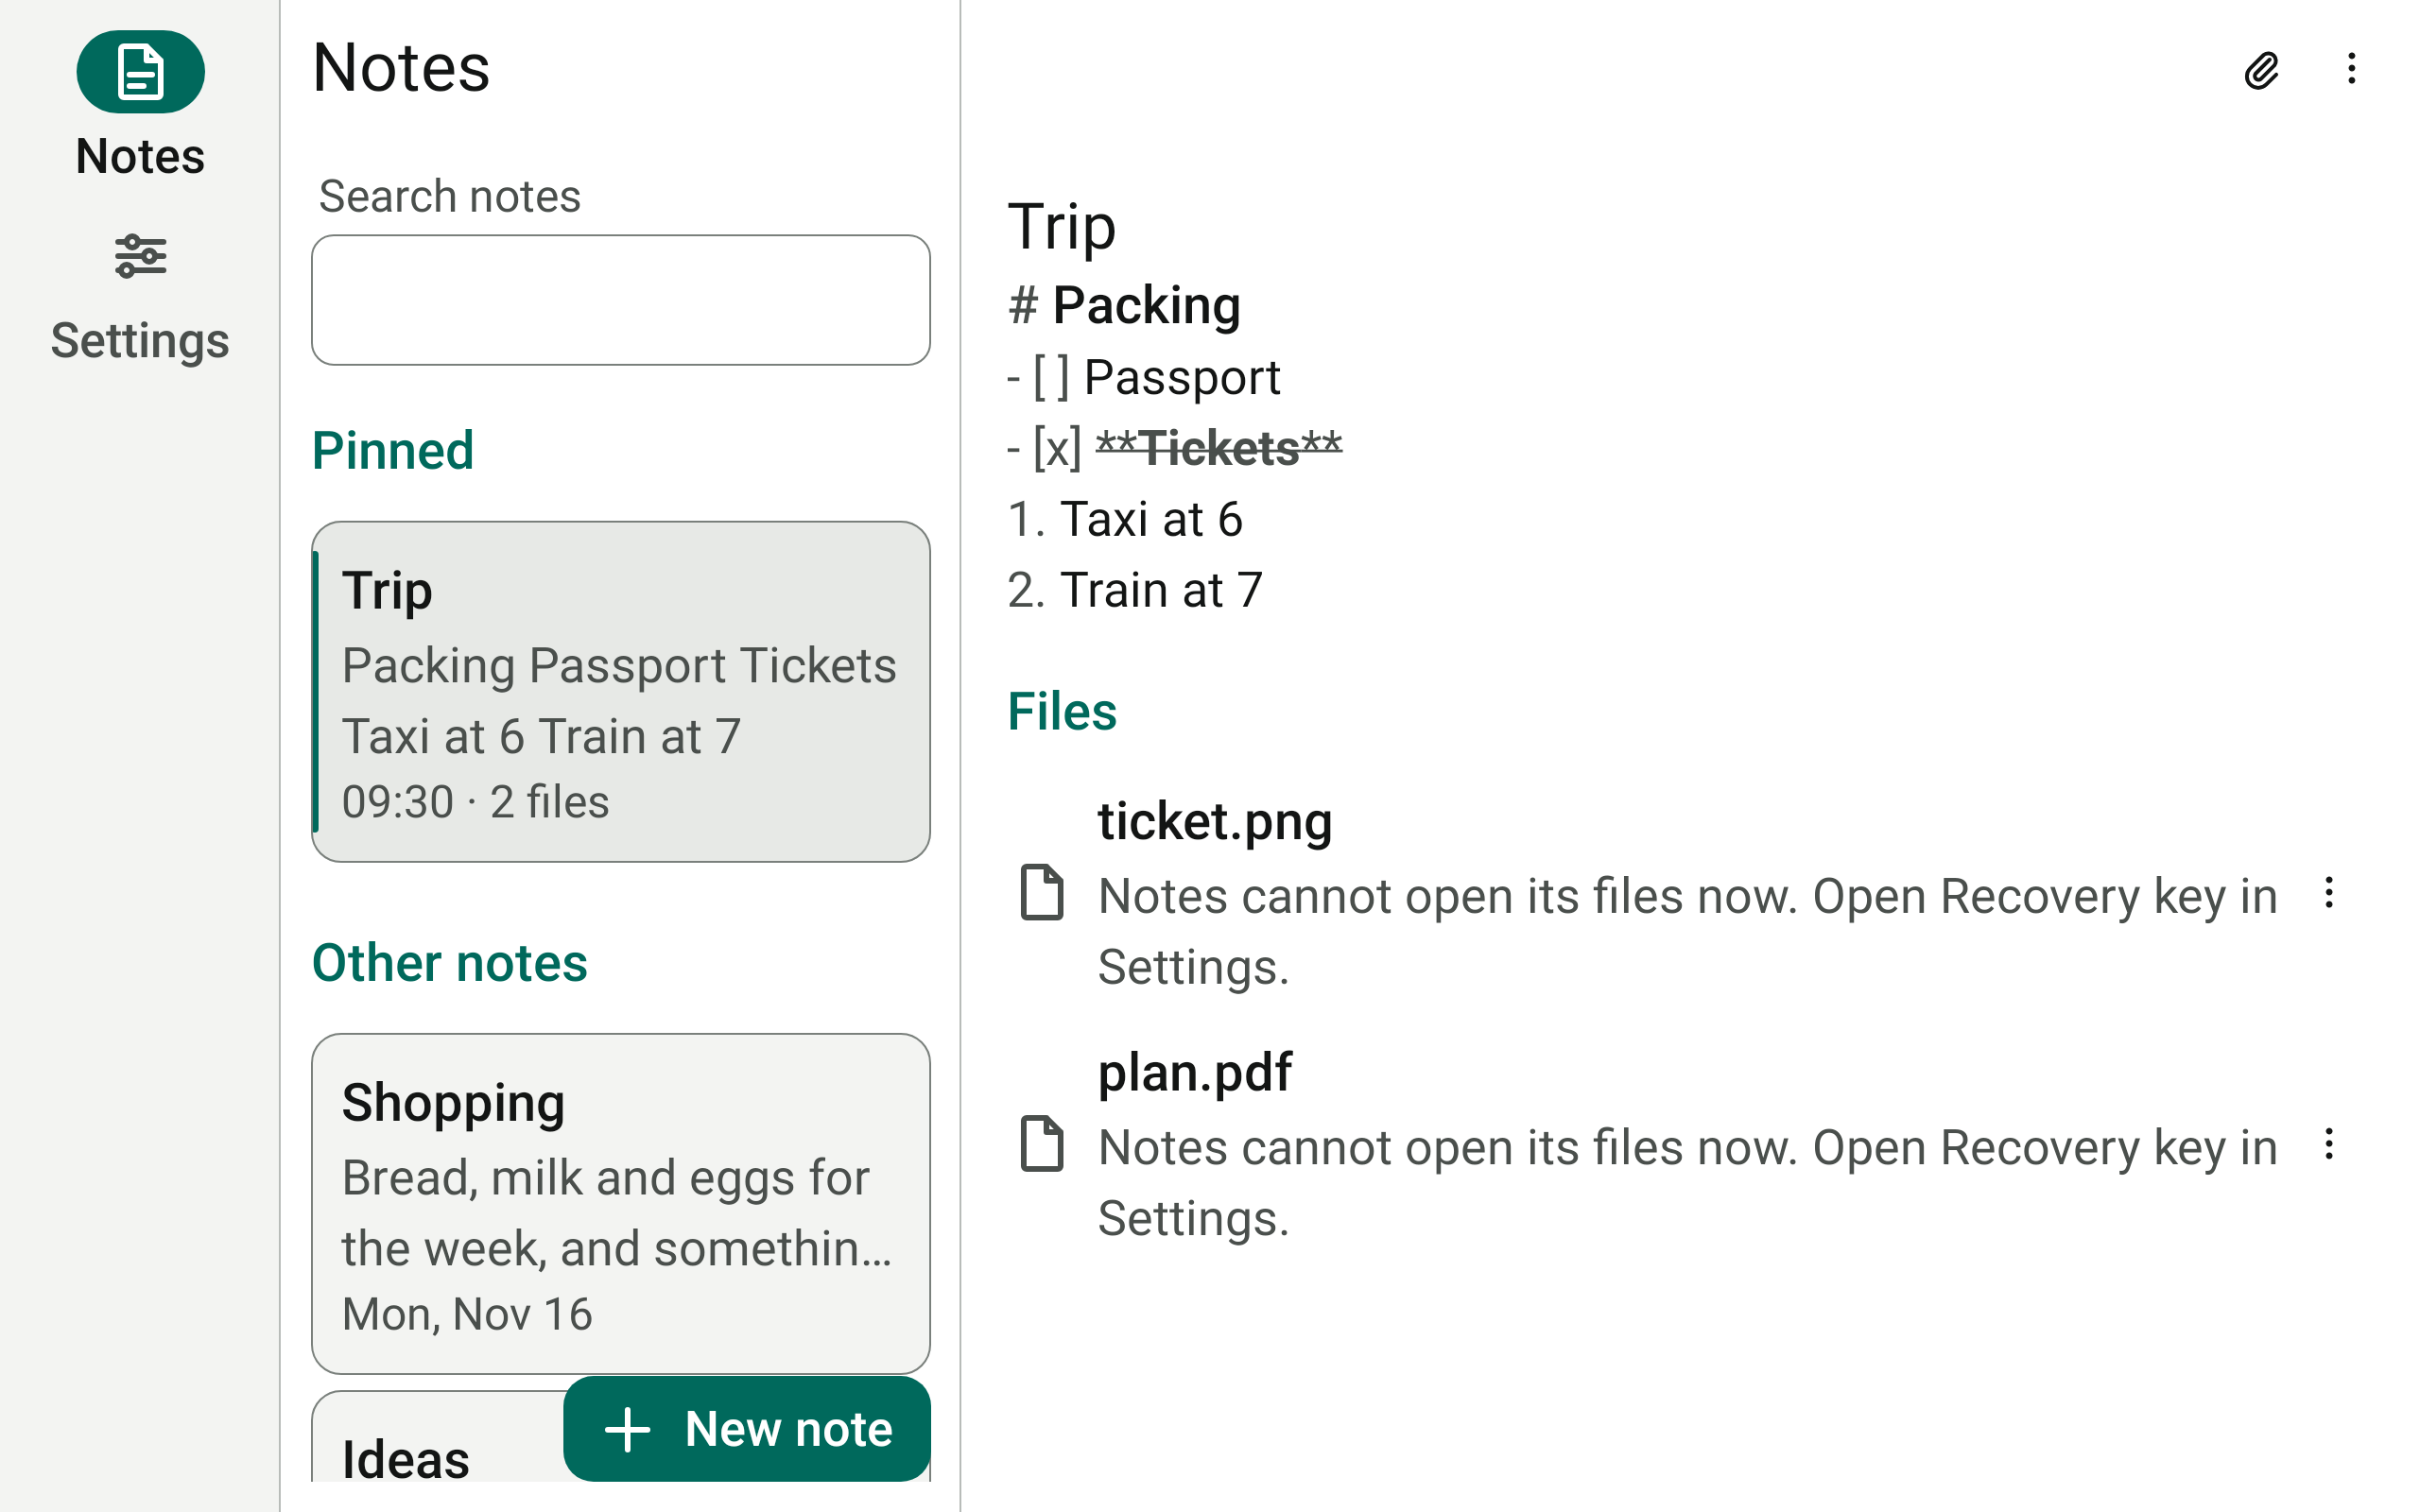 Notes
Settings
Notes
Search notes
Pinned
Trip
Packing Passport Tickets
Taxi at 6 Train at 7
09:30 · 2 files
Other notes
Shopping
Bread, milk and eggs for
the week, and somethin…
Mon, Nov 16
Ideas
New note
Trip
# Packing
- [ ] Passport
- [x] **Tickets**
1. Taxi at 6
2. Train at 7
Files
ticket.png
Notes cannot open its files now. Open Recovery key in
Settings.
plan.pdf
Notes cannot open its files now. Open Recovery key in
Settings.